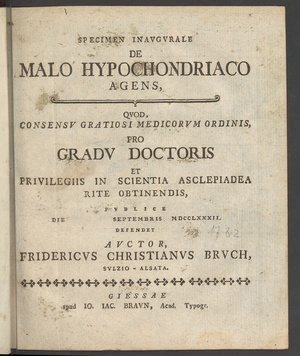 SPECIMEN INAVGVRALE
DE
MALO HYPOCHONDRIACO
AGENS,
QVOD,
CONSENSV GRATIOSI MEDICORVM ORDINIS,
PRO
GRADV DOCTORIS
ET
PRIVILEGIIS IN SCIENTIA ASCLEPIADEA
RITE OBTINENDIS,
PVBLICE
DIE SEPTEMBRIS MDCCLXXXII.
DEFENDET
AVCTOR,
FRIDERICVS CHRISTIANVS BRVCH,
SVLZIO-ALSATA.
GIESSAE
apud IO. IAC. BRAVN, Acad. Typogr.